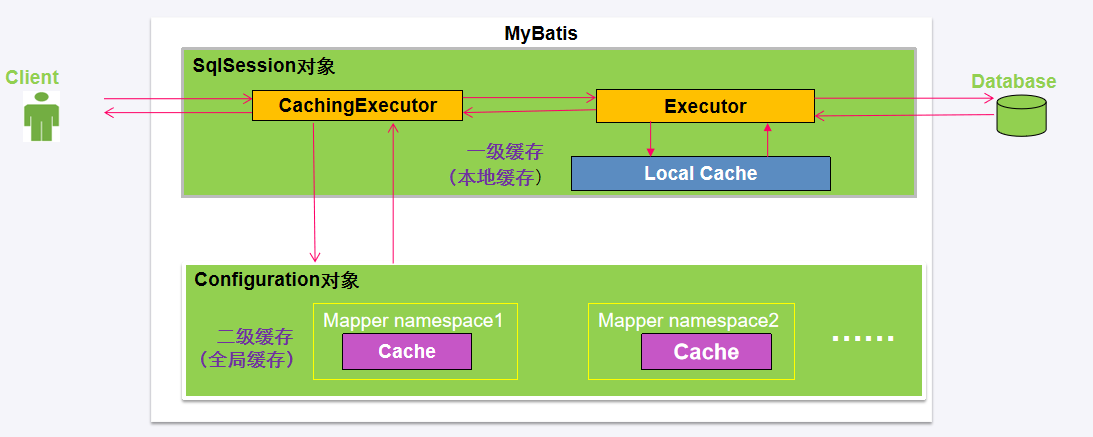 MyBatis
SqlSession对象
Client
CachingExecutor
Executor
Database
一级缓存
（本地缓存）
Local Cache
Configuration对象
Mapper namespace1
Mapper namespace2
二级缓存
（全局缓存）
Cache
Cache
……